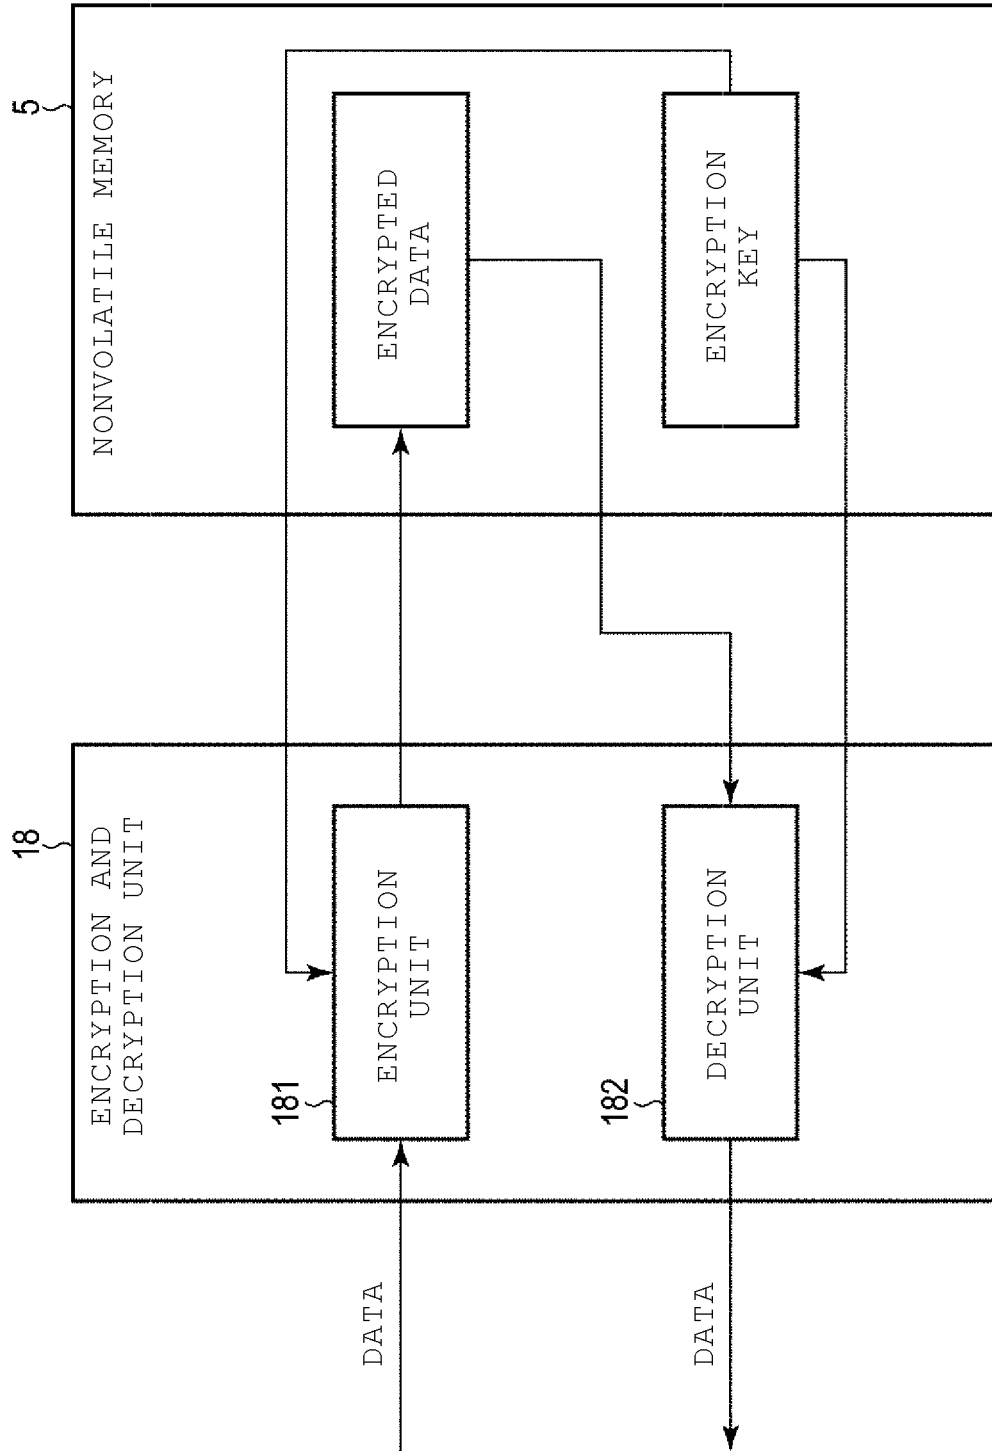 18
ENCRYPTION AND
DECRYPTION UNIT
5
NONVOLATILE MEMORY
DATA
181
ENCRYPTION
UNIT
ENCRYPTED
DATA
DATA
182
DECRYPTION
UNIT
ENCRYPTION
KEY